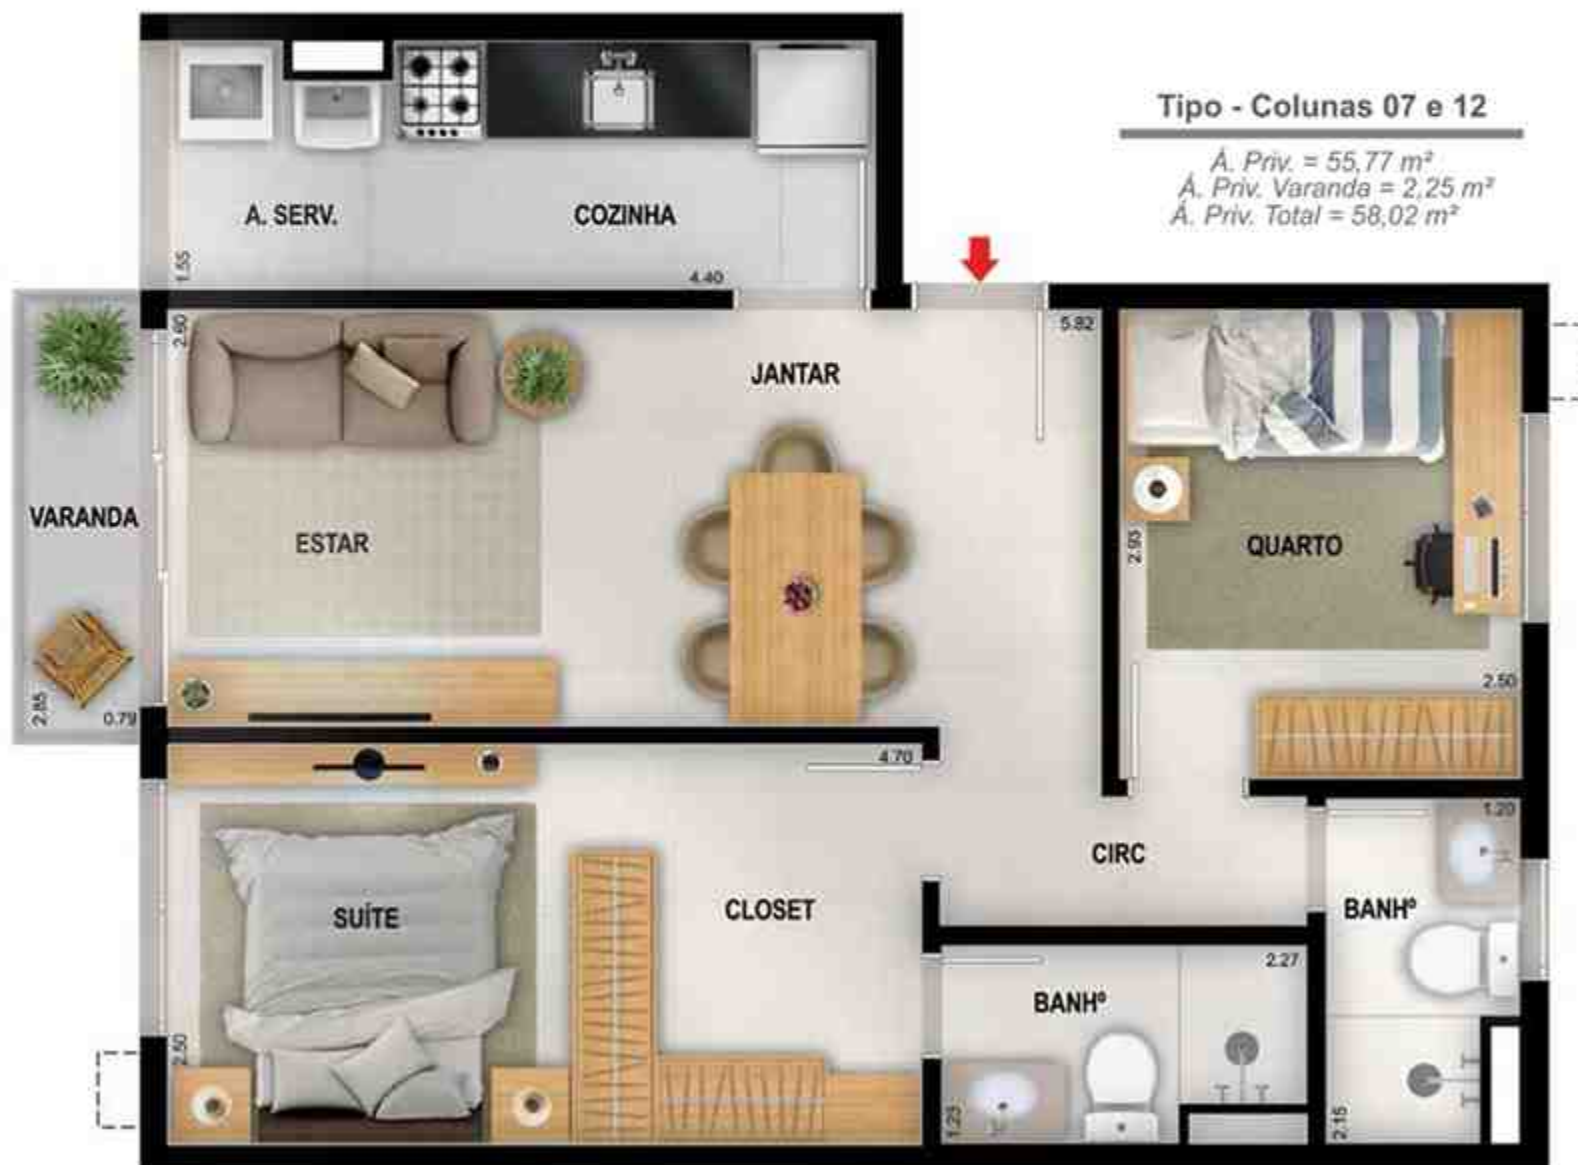 Tipo - Colunas 07 e 12
Á. Priv. = 55,77 m²
Á. Priv. Varanda = 2,25 m²
Á. Priv. Total = 58,02 m²
A. SERV.
COZINHA
1.55
4.40
2.60
5.82
JANTAR
VARANDA
ESTAR
2.95
QUARTO
2.85
0.79
2.50
4.70
1.20
CIRC
SUÍTE
CLOSET
BANHº
2.27
BANHº
2.50
1.23
2.15